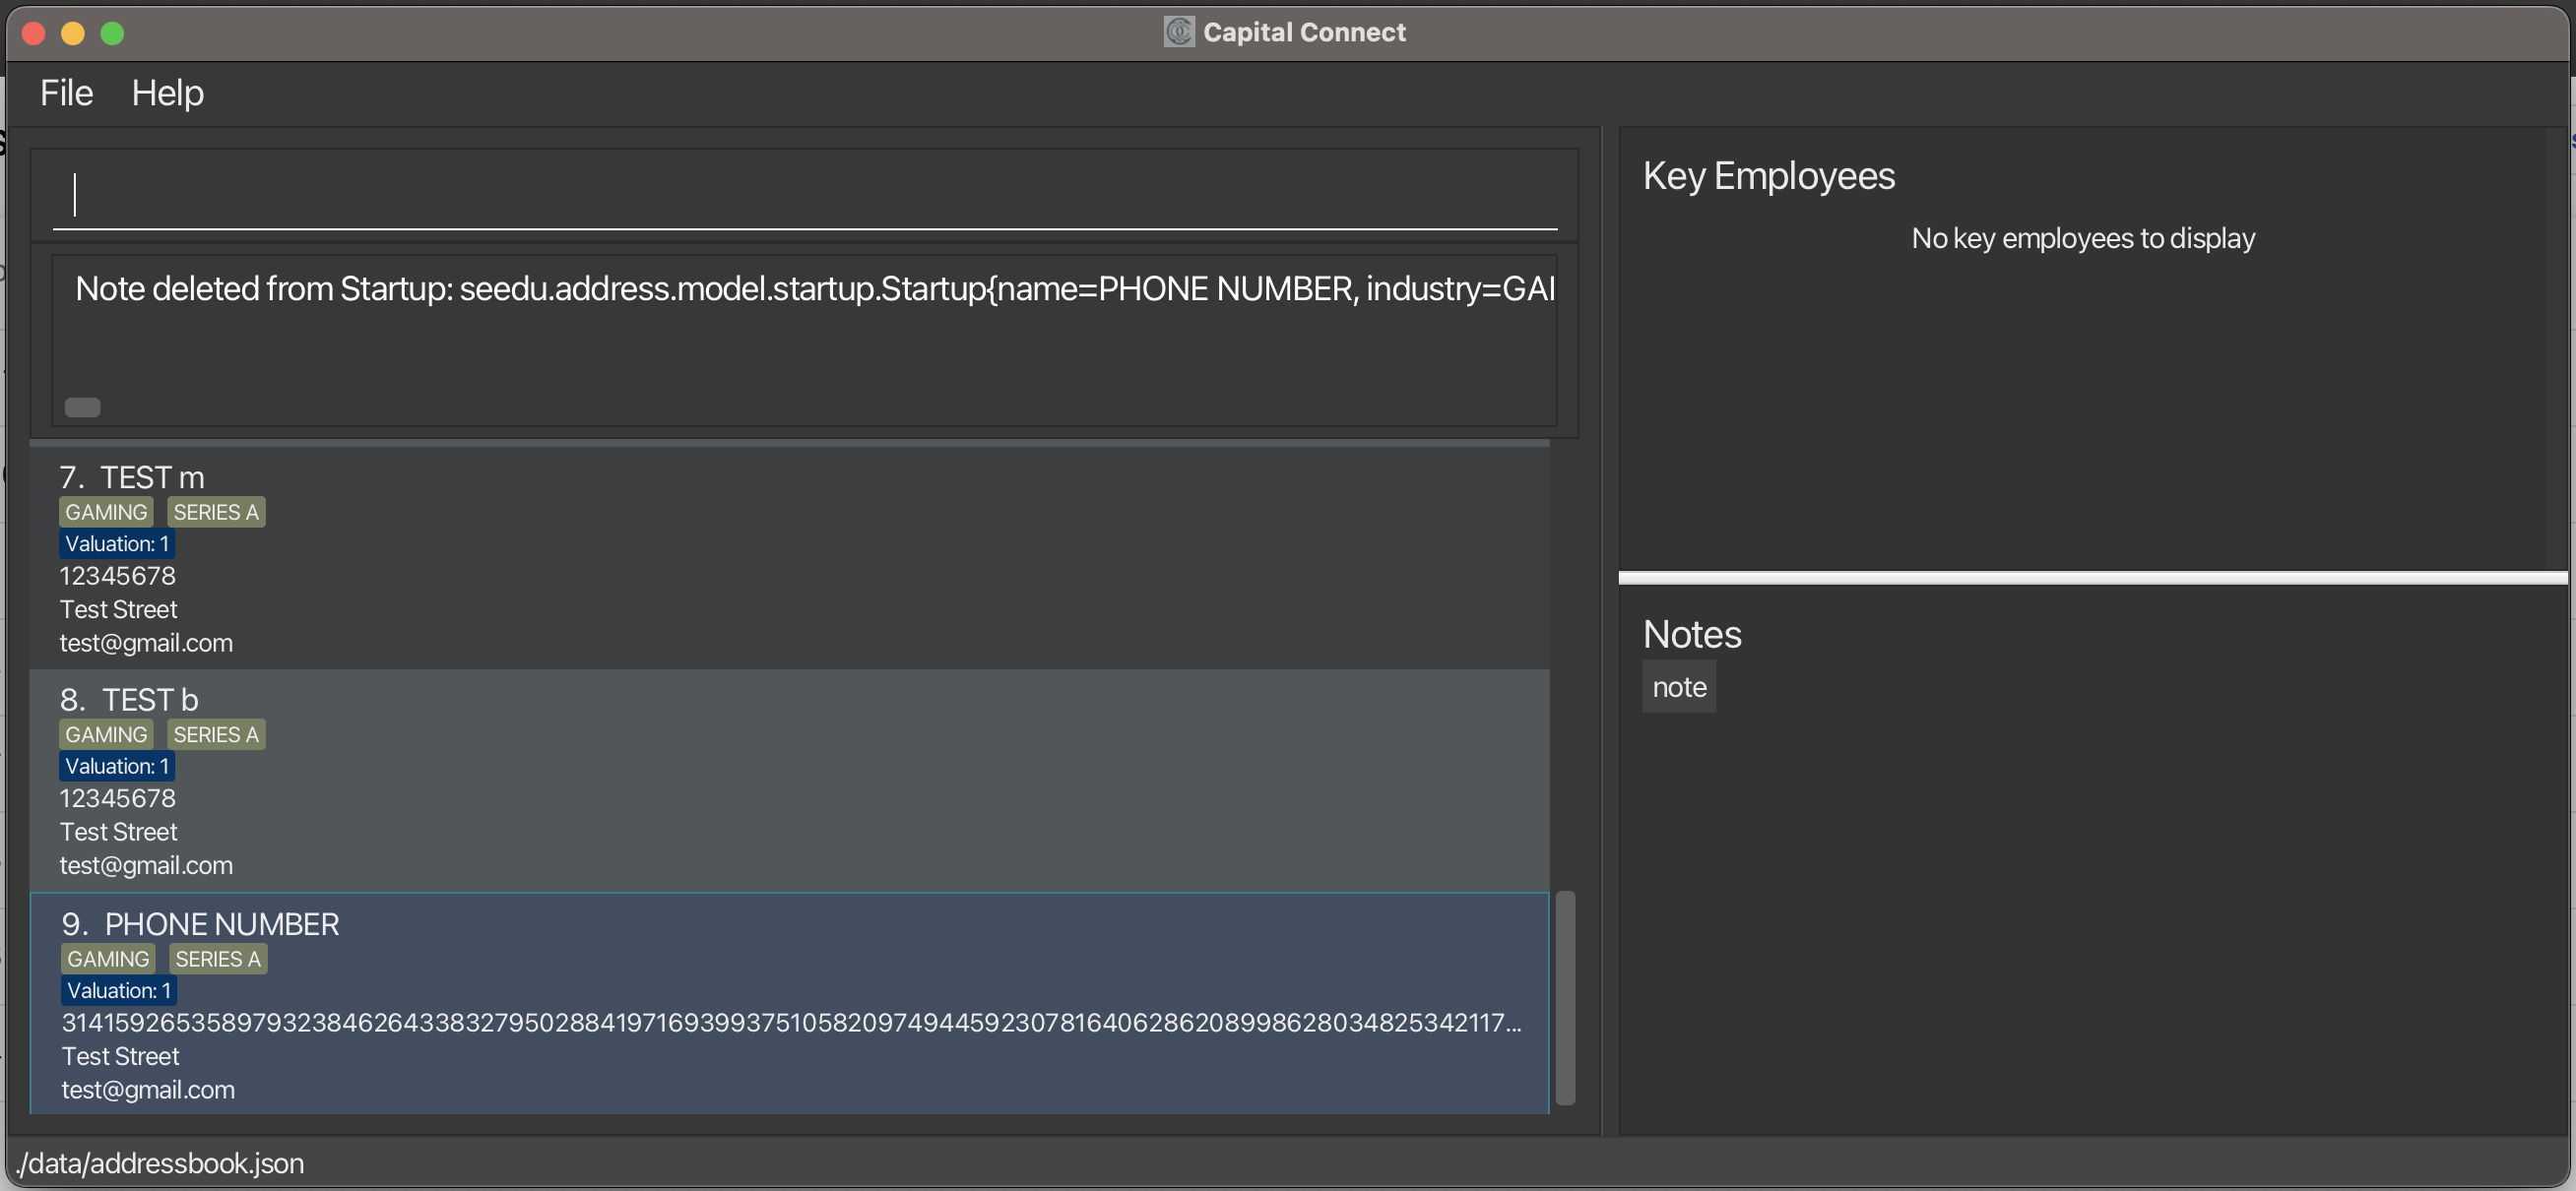 Capital Connect
File Help
Note deleted from Startup: seedu.address.model.startup.Startup{name=PHONE NUMBER, industry=GAI
7. TEST m
GAMING SERIES A
Valuation: 1
12345678
Test Street
test@gmail.com
8. TEST b
GAMING SERIES A
Valuation: 1
12345678
Test Street
test@gmail.com
9. PHONE NUMBER
GAMING SERIES A
Valuation: 1
31415926535897932384626433832795028841971693993751058209749445923078164062862089986280348253421​17...
Test Street
test@gmail.com
Key Employees
No key employees to display
Notes
note
./data/addressbook.json